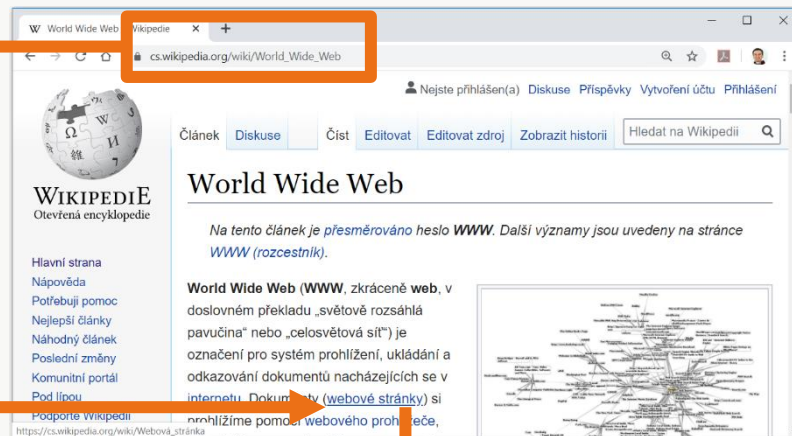 World Wide Web – Wikipedie
cs.wikipedia.org/wiki/World_Wide_Web
Nejste přihlášen(a) Diskuse Příspěvky Vytvoření účtu Přihlášení
Článek Diskuse Číst Editovat Editovat zdroj Zobrazit historii Hledat na Wikipedii
WIKIPEDIE
Otevřená encyklopedie
World Wide Web
Na tento článek je přesměrováno heslo WWW. Další významy jsou uvedeny na stránce
WWW (rozcestník).
Hlavní strana
Nápověda
Potřebuji pomoc
Nejlepší články
Náhodný článek
Poslední změny
Komunitní portál
Pod lípou
Podpořte Wikipedii
World Wide Web (WWW, zkráceně web, v
doslovném překladu „světově rozsáhlá
pavučina“ nebo „celosvětová síť“) je
označení pro systém prohlížení, ukládání a
odkazování dokumentů nacházejících se v
internetu. Dokumenty (webové stránky) si
prohlížíme pomocí webového prohlížeče,
https://cs.wikipedia.org/wiki/Webová_stránka